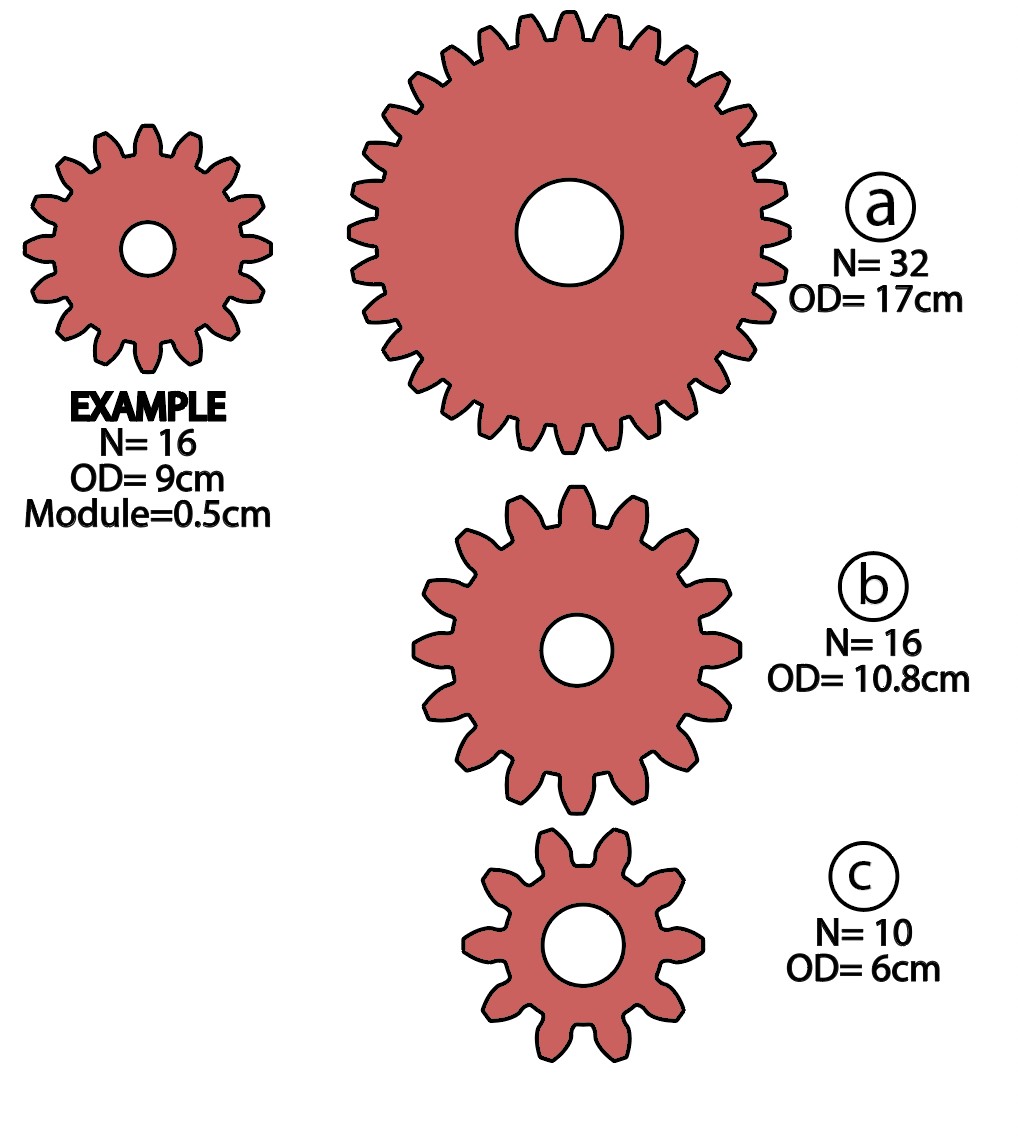 EXAMPLE
N= 16
OD= 9cm
Module=0.5cm
a
N= 32
OD= 17cm
b
N= 16
OD= 10.8cm
c
N= 10
OD= 6cm